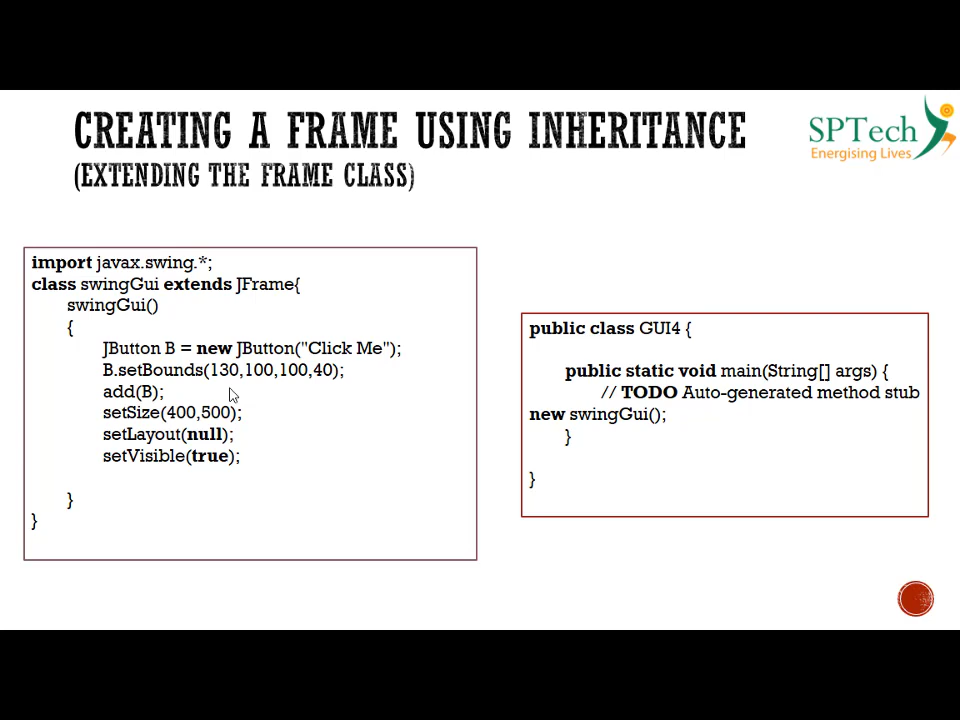 CREATING A FRAME USING INHERITANCE
(EXTENDING THE FRAME CLASS)
SPTech
Energising Lives
import javax.swing.*;
class swingGui extends JFrame{
swingGui()
{
JButton B = new JButton("Click Me");
B.setBounds(130,100,100,40);
add(B);
setSize(400,500);
setLayout(null);
setVisible(true);
}
}
public class GUI4 {
public static void main(String[] args) {
// TODO Auto-generated method stub
new swingGui();
}
}